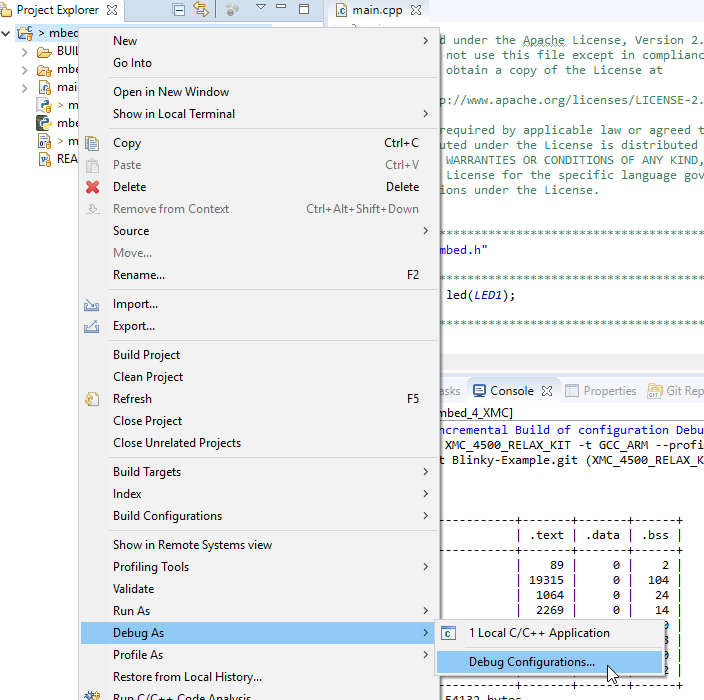 Project Explorer
main.cpp
> mbed
BUI
mbe
mai
> m
mbe
> m
REA
New
Go Into
Open in New Window
Show in Local Terminal
Copy Ctrl+C
Paste Ctrl+V
Delete Delete
Remove from Context Ctrl+Alt+Shift+Down
Source
Move...
Rename... F2
Import...
Export...
Build Project
Clean Project
Refresh F5
Close Project
Close Unrelated Projects
Build Targets
Index
Build Configurations
Show in Remote Systems view
Profiling Tools
Validate
Run As
Debug As
Profile As
Restore from Local History...
Run C/C++ Code Analysis
1 Local C/C++ Application
Debug Configurations...
d under the Apache License, Version 2.
not use this file except in complianc
obtain a copy of the License at
p://www.apache.org/licenses/LICENSE-2.
required by applicable law or agreed t
uted under the License is distributed
WARRANTIES OR CONDITIONS OF ANY KIND,
License for the specific language gov
ions under the License.
mbed.h"
led(LED1);
asks
Console
Properties
Git Rep
mbed_4_XMC]
ncremental Build of configuration Debu
XMC_4500_RELAX_KIT -t GCC_ARM --profi
t Blinky-Example.git (XMC_4500_RELAX_K
| .text | .data | .bss |
| 89 | 0 | 2 |
| 19315 | 0 | 104 |
| 1064 | 0 | 24 |
| 2269 | 0 | 14 |
54132 bytes